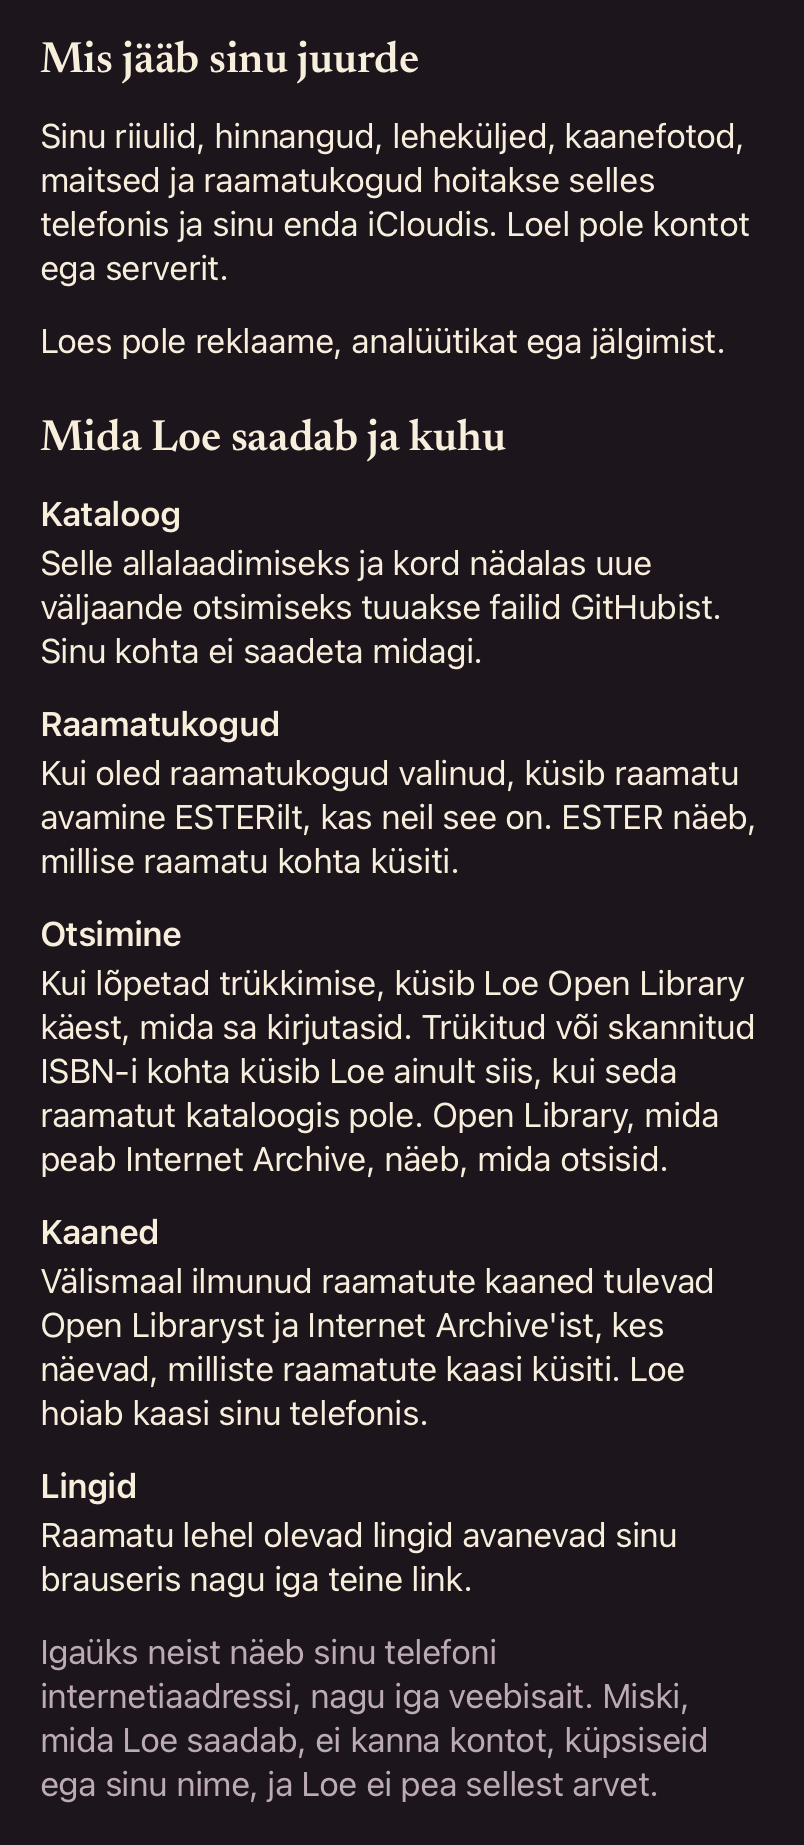 Mis jääb sinu juurde
Sinu riiulid, hinnangud, leheküljed, kaanefotod,
maitsed ja raamatukogud hoitakse selles
telefonis ja sinu enda iCloudis. Loel pole kontot
ega serverit.
Loes pole reklaame, analüütikat ega jälgimist.
Mida Loe saadab ja kuhu
Kataloog
Selle allalaadimiseks ja kord nädalas uue
väljaande otsimiseks tuuakse failid GitHubist.
Sinu kohta ei saadeta midagi.
Raamatukogud
Kui oled raamatukogud valinud, küsib raamatu
avamine ESTERilt, kas neil see on. ESTER näeb,
millise raamatu kohta küsiti.
Otsimine
Kui lõpetad trükkimise, küsib Loe Open Library
käest, mida sa kirjutasid. Trükitud või skannitud
ISBN-i kohta küsib Loe ainult siis, kui seda
raamatut kataloogis pole. Open Library, mida
peab Internet Archive, näeb, mida otsisid.
Kaaned
Välismaal ilmunud raamatute kaaned tulevad
Open Libraryst ja Internet Archive'ist, kes
näevad, milliste raamatute kaasi küsiti. Loe
hoiab kaasi sinu telefonis.
Lingid
Raamatu lehel olevad lingid avanevad sinu
brauseris nagu iga teine link.
Igaüks neist näeb sinu telefoni
internetiaadressi, nagu iga veebisait. Miski,
mida Loe saadab, ei kanna kontot, küpsiseid
ega sinu nime, ja Loe ei pea sellest arvet.